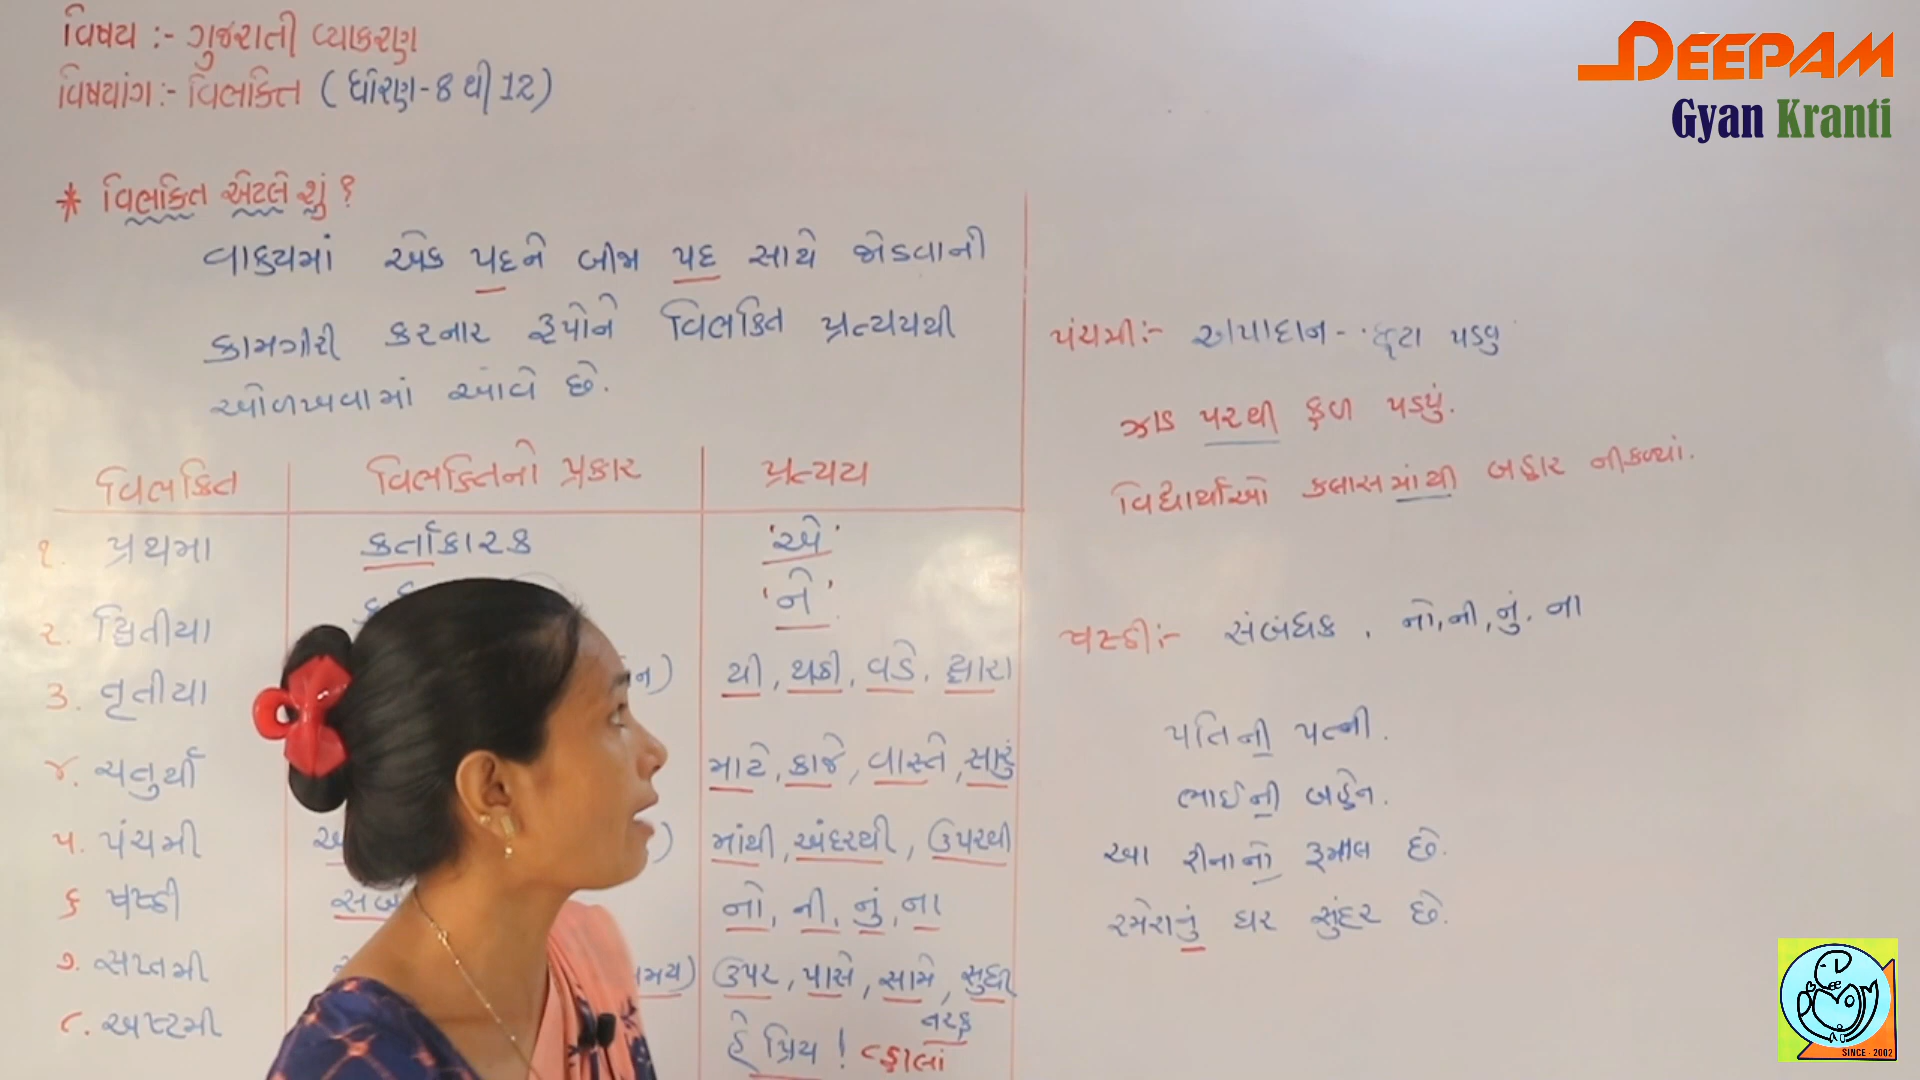 DEEPAM
Gyan Kranti
વિષય :- ગુજરાતી વ્યાકરણ
વિષયાંગ :- વિભક્તિ ( ધોરણ - 8 થી 12 )
* વિભક્તિ એટલે શું ?
વાક્યમાં એક પદને બીજા પદ સાથે જોડવાની
કામગીરી કરનાર રૂપોને વિભક્તિ પ્રત્યયથી
ઓળખવામાં આવે છે.
વિભક્તિ વિભક્તિનો પ્રકાર પ્રત્યય
૧. પ્રથમા કર્તાકારક 'એ'
૨. દ્વિતીયા 'ને'
૩. તૃતીયા થી, થકી, વડે, દ્વારા
૪. ચતુર્થી માટે, કાજે, વાસ્તે, સારું
૫. પંચમી માંથી, અંદરથી, ઉપરથી
૬ ષષ્ઠી નો, ની, નું, ના
૭. સપ્તમી ઉપર, પાસે, સામે, સુધી
તરફ
૮. અષ્ટમી હે પ્રિય !
પંચમી :- અપાદાન - છૂટા પડવુ
ઝાડ પરથી ફળ પડ્યું.
વિદ્યાર્થીઓ ક્લાસમાંથી બહાર નીકળ્યાં.
ષષ્ઠી :- સંબંધક , નો, ની, નું, ના
પતિની પત્ની.
ભાઈની બહેન.
આ રીનાનો રૂમાલ છે.
રમેશનું ઘર સુંદર છે.
SINCE - 2002